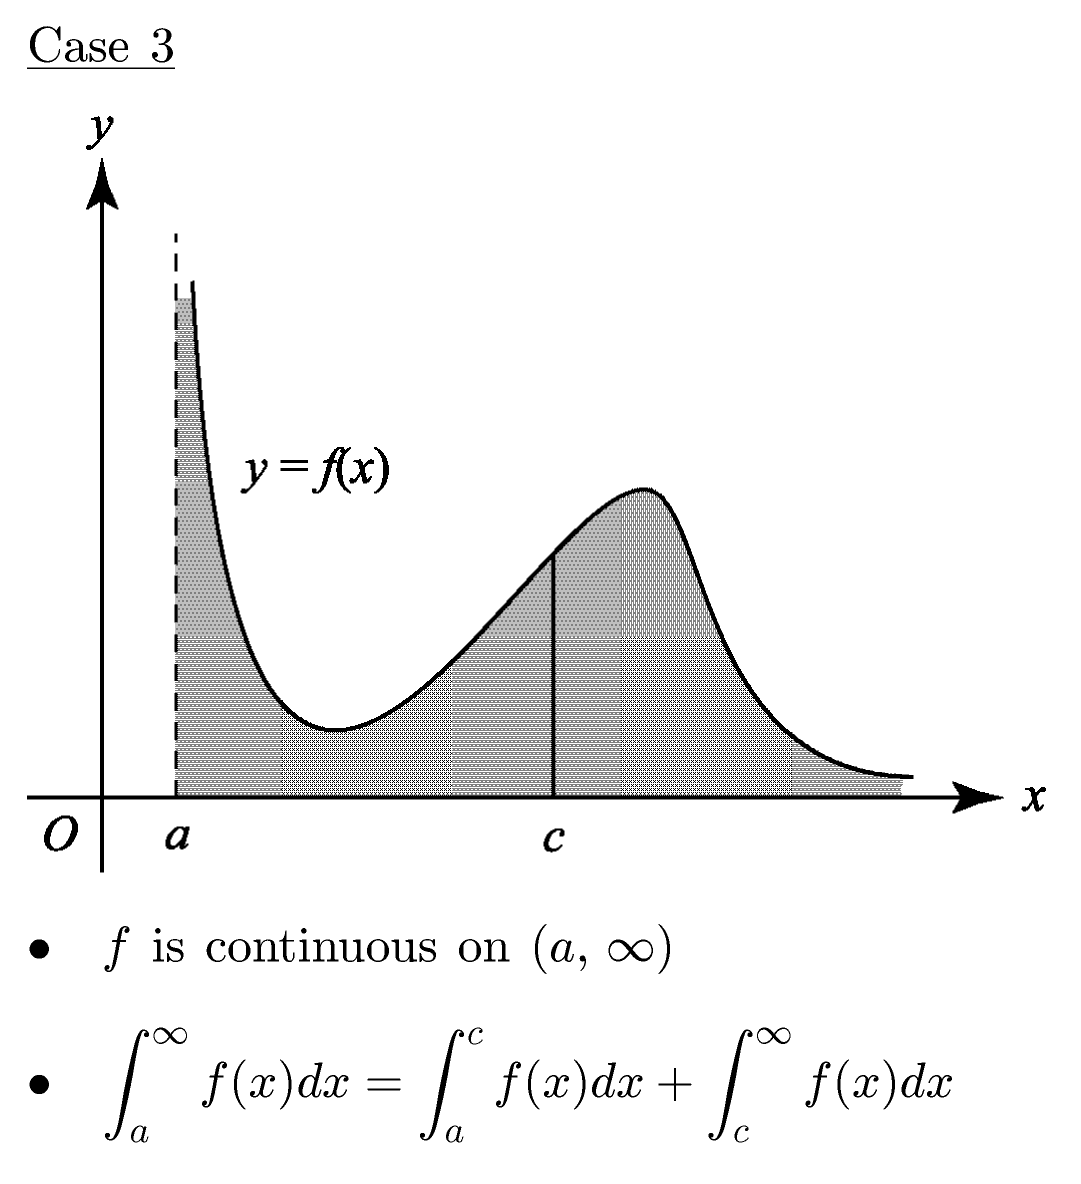 Case 3
y
y = f(x)
x
O
a
c
• f is continuous on (a, ∞)
• ∫_a^∞ f(x)dx = ∫_a^c f(x)dx + ∫_c^∞ f(x)dx